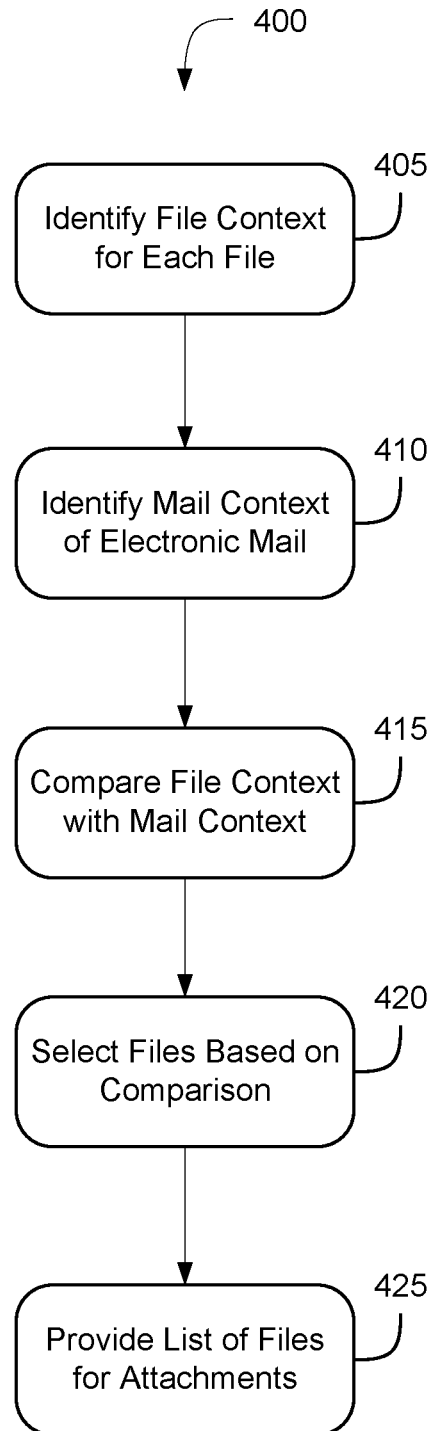 400
405
Identify File Context
for Each File
410
Identify Mail Context
of Electronic Mail
415
Compare File Context
with Mail Context
420
Select Files Based on
Comparison
425
Provide List of Files
for Attachments